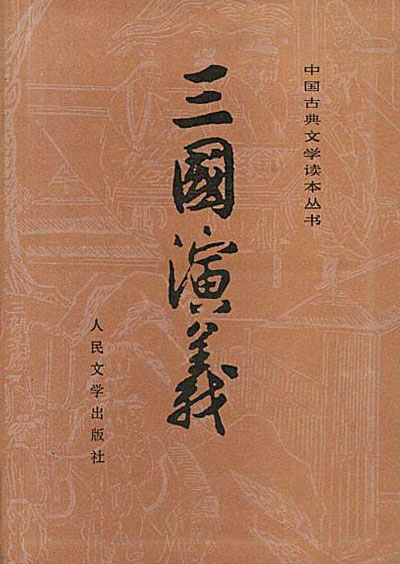 中国古典文学读本丛书
三國演義
人民文学出版社